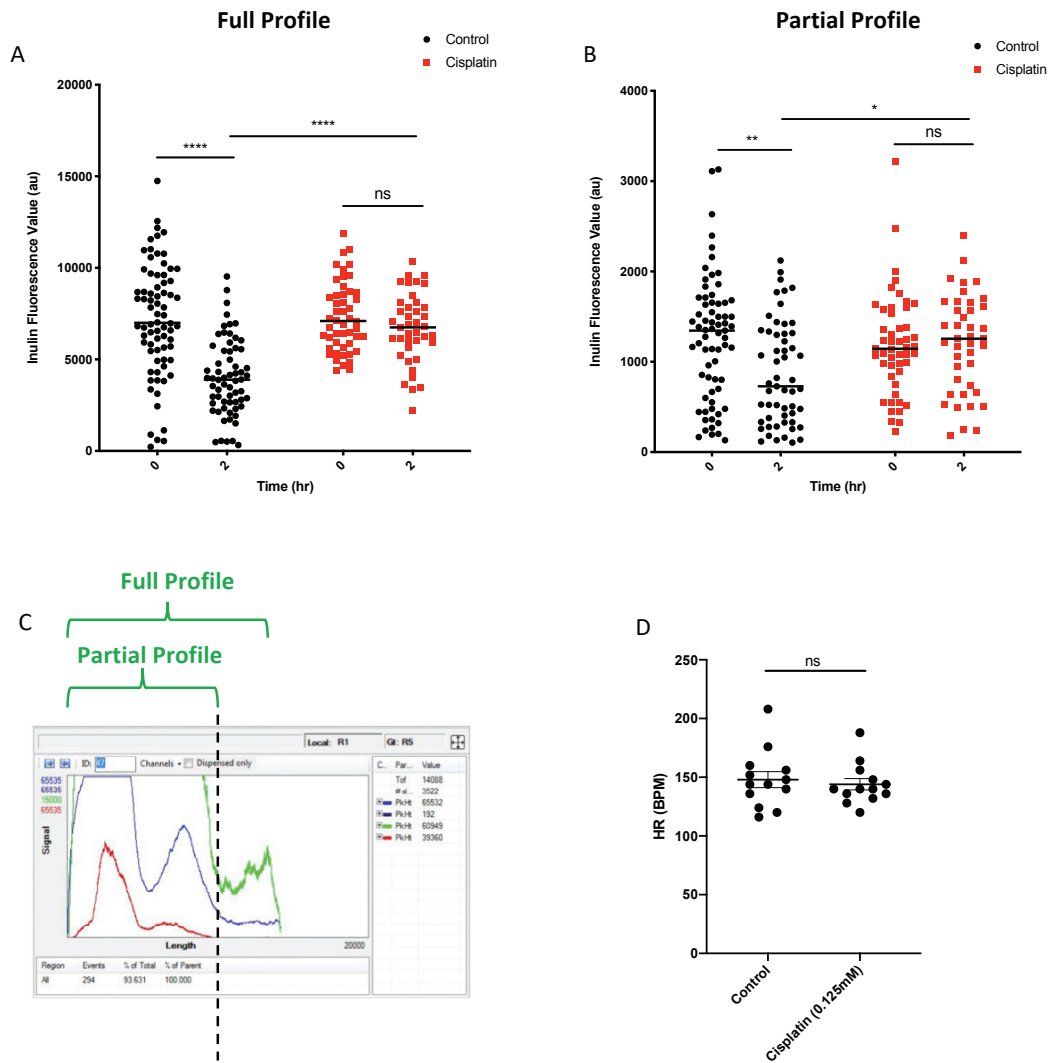 Full Profile
Partial Profile
A
Control
Cisplatin
B
Control
Cisplatin
20000
15000
10000
5000
0
Inulin Fluorescence Value (au)
****
****
ns
0
2
0
2
Time (hr)
4000
3000
2000
1000
0
Inulin Fluorescence Value (au)
*
**
ns
0
2
0
2
Time (hr)
Full Profile
C
Partial Profile
Local: R1
Gt: R5
ID: 47
Channels
Dispensed only
65535
65535
15000
65535
Signal
Length
20000
C.. Par... Value
Tof 14088
# al... 3522
PkHt 65532
PkHt 192
PkHt 60949
PkHt 39360
Region Events % of Total % of Parent
All 294 93.631 100.000
D
ns
250
200
150
100
50
0
HR (BPM)
Control
Cisplatin (0.125mM)